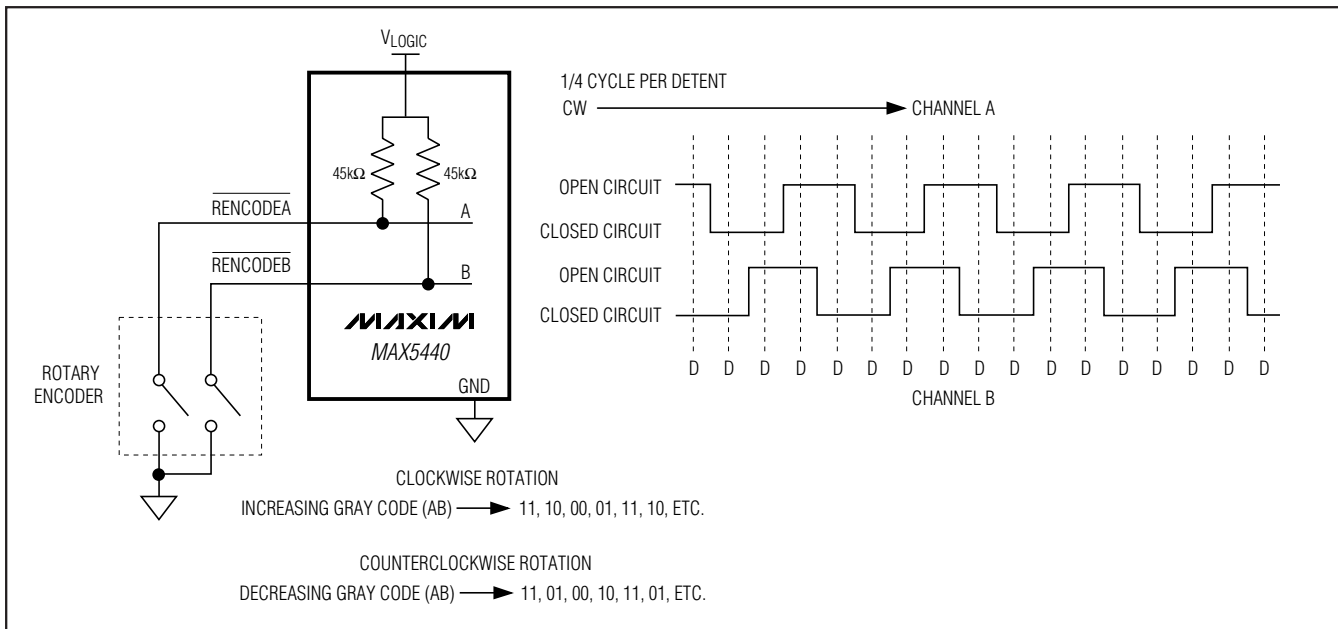 VLOGIC
45kΩ 45kΩ
RENCODEA
A
RENCODEB
B
MAXIM
MAX5440
GND
ROTARY
ENCODER
1/4 CYCLE PER DETENT
CW CHANNEL A
OPEN CIRCUIT
CLOSED CIRCUIT
OPEN CIRCUIT
CLOSED CIRCUIT
D D D D D D D D D D D D D D D D D
CHANNEL B
CLOCKWISE ROTATION
INCREASING GRAY CODE (AB) 11, 10, 00, 01, 11, 10, ETC.
COUNTERCLOCKWISE ROTATION
DECREASING GRAY CODE (AB) 11, 01, 00, 10, 11, 01, ETC.